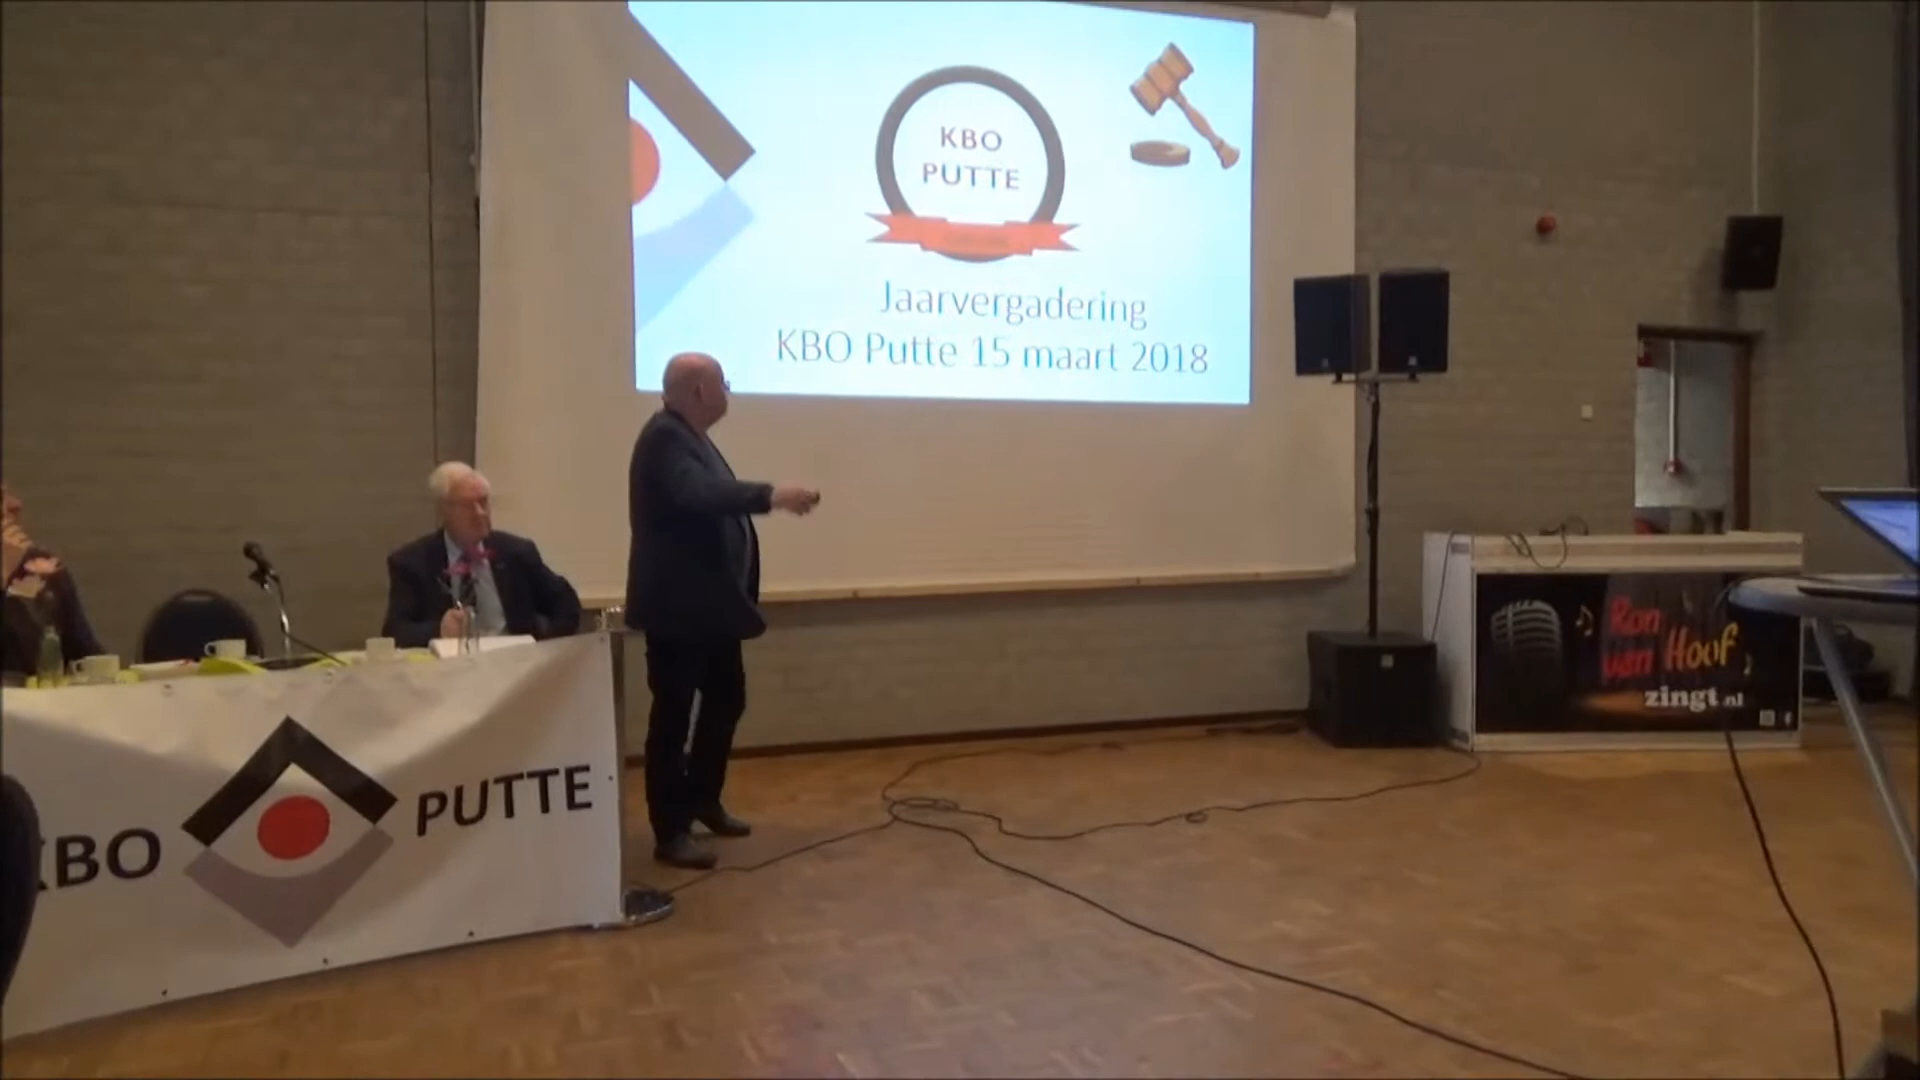 KBO
PUTTE
Jaarvergadering
KBO Putte 15 maart 2018
KBO PUTTE
Ron
van Hoof
zingt.nl